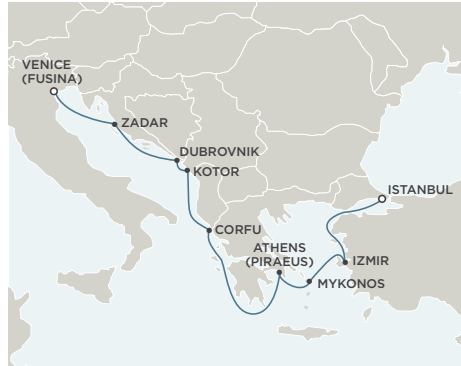 VENICE
(FUSINA)
ZADAR
DUBROVNIK
KOTOR
ISTANBUL
CORFU
ATHENS
(PIRAEUS)
IZMIR
MYKONOS